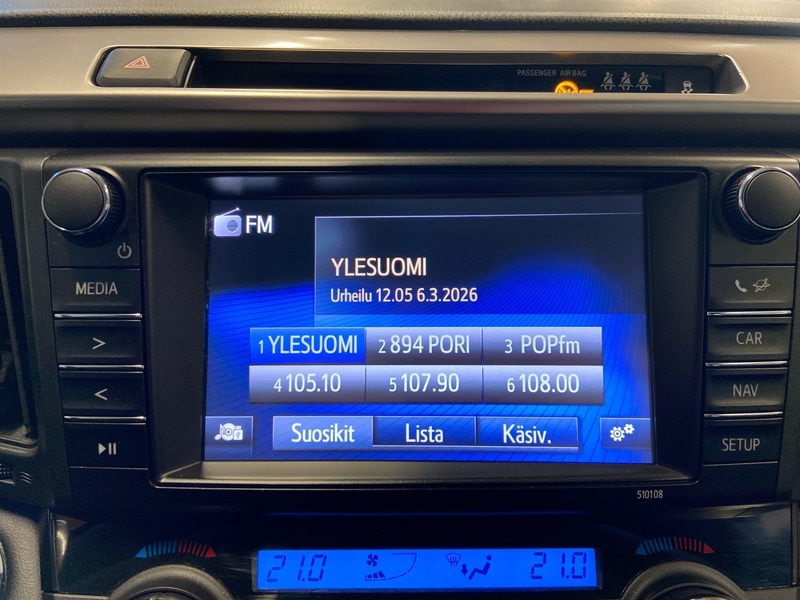 PASSENGER AIR BAG
FM
YLESUOMI
Urheilu 12.05 6.3.2026
MEDIA
>
<
1 YLESUOMI 2 894 PORI 3 POPfm
4 105.10 5 107.90 6 108.00
Suosikit Lista Käsiv.
CAR
NAV
SETUP
510108
21.0 21.0